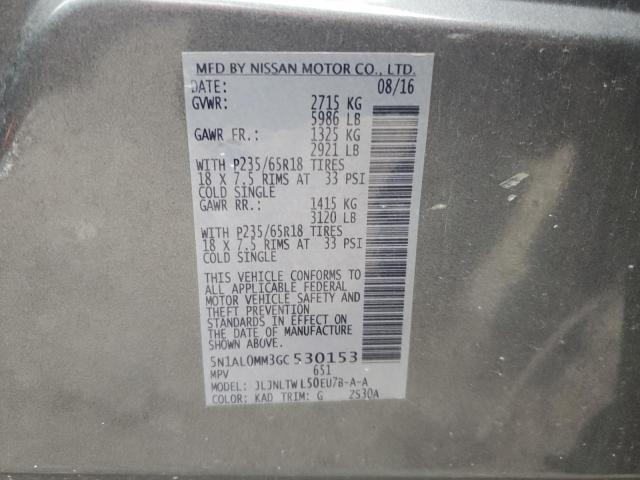 MFD BY NISSAN MOTOR CO., LTD.
DATE: 08/16
GVWR: 2715 KG
5986 LB
GAWR FR.: 1325 KG
2921 LB
WITH P235/65R18 TIRES
18 X 7.5 RIMS AT 33 PSI
COLD SINGLE
GAWR RR.: 1415 KG
3120 LB
WITH P235/65R18 TIRES
18 X 7.5 RIMS AT 33 PSI
COLD SINGLE
THIS VEHICLE CONFORMS TO
ALL APPLICABLE FEDERAL
MOTOR VEHICLE SAFETY AND
THEFT PREVENTION
STANDARDS IN EFFECT ON
THE DATE OF MANUFACTURE
SHOWN ABOVE.
5N1AL0MM3GC530153
MPV 651
MODEL: JLJNLTWL50EU7B-A-A
COLOR: KAD TRIM: G 2530A